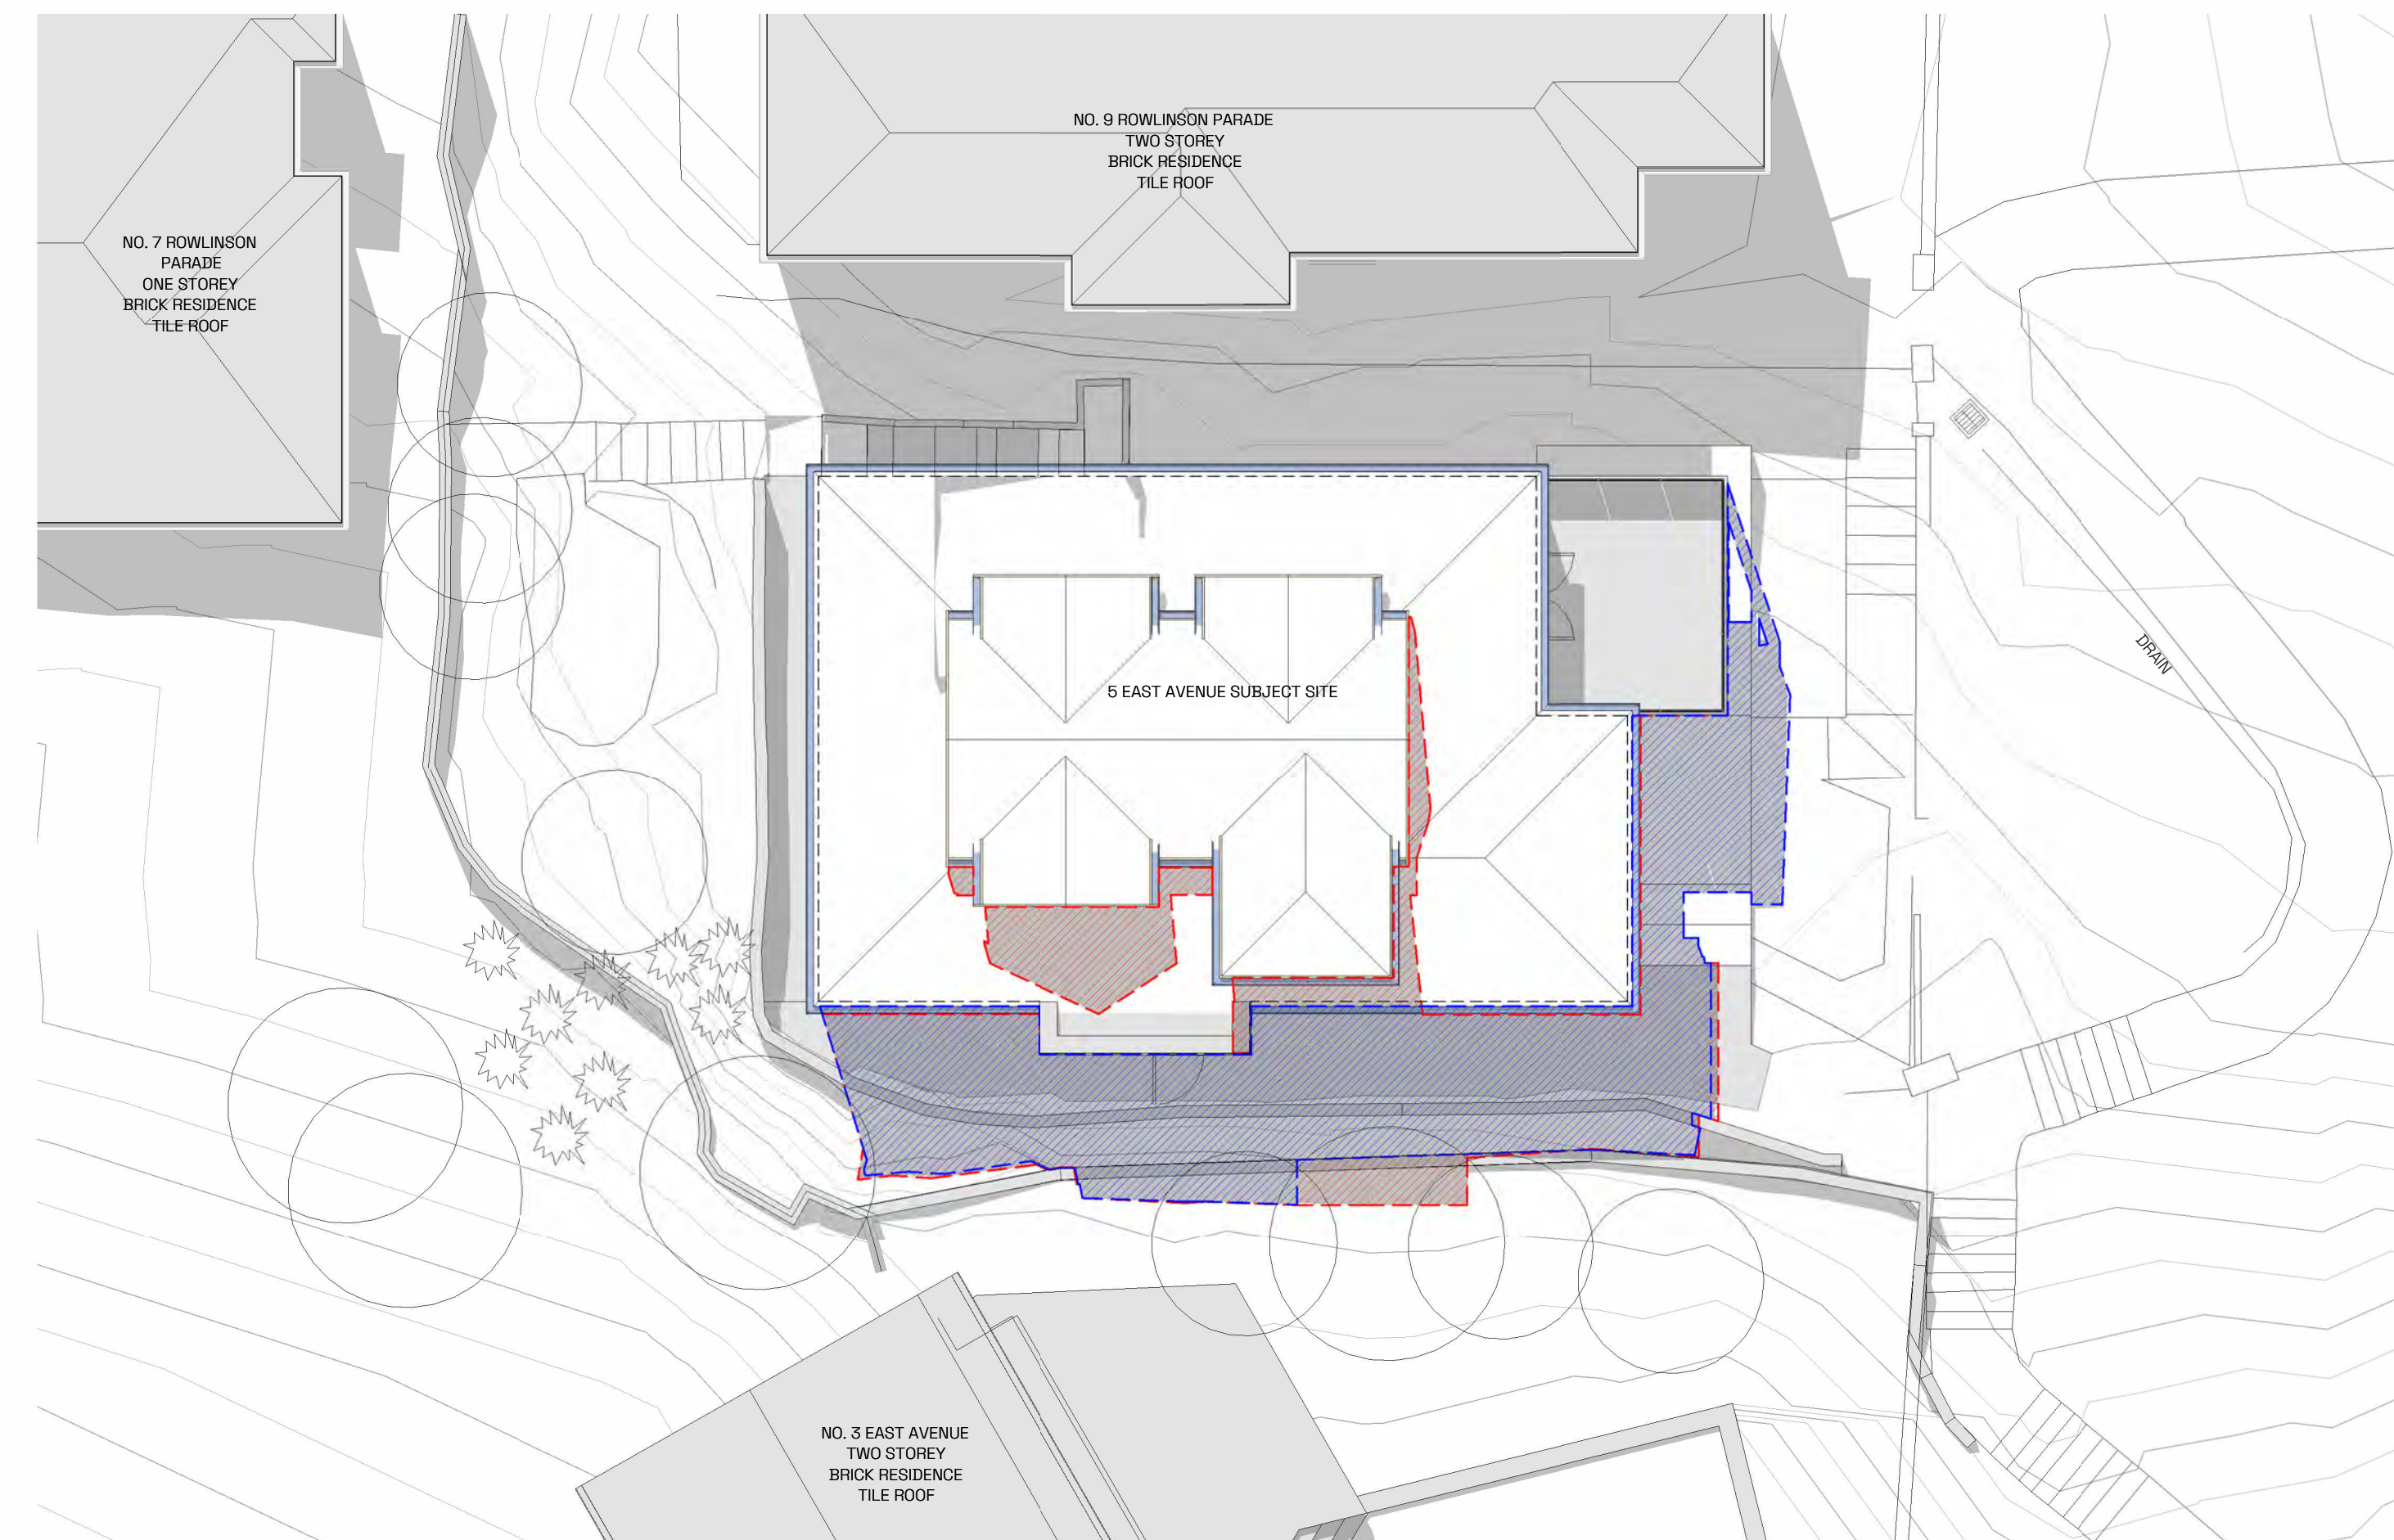 NO. 9 ROWLINSON PARADE
TWO STOREY
BRICK RESIDENCE
TILE ROOF
NO. 7 ROWLINSON
PARADE
ONE STOREY
BRICK RESIDENCE
TILE ROOF
5 EAST AVENUE SUBJECT SITE
DRAIN
NO. 3 EAST AVENUE
TWO STOREY
BRICK RESIDENCE
TILE ROOF